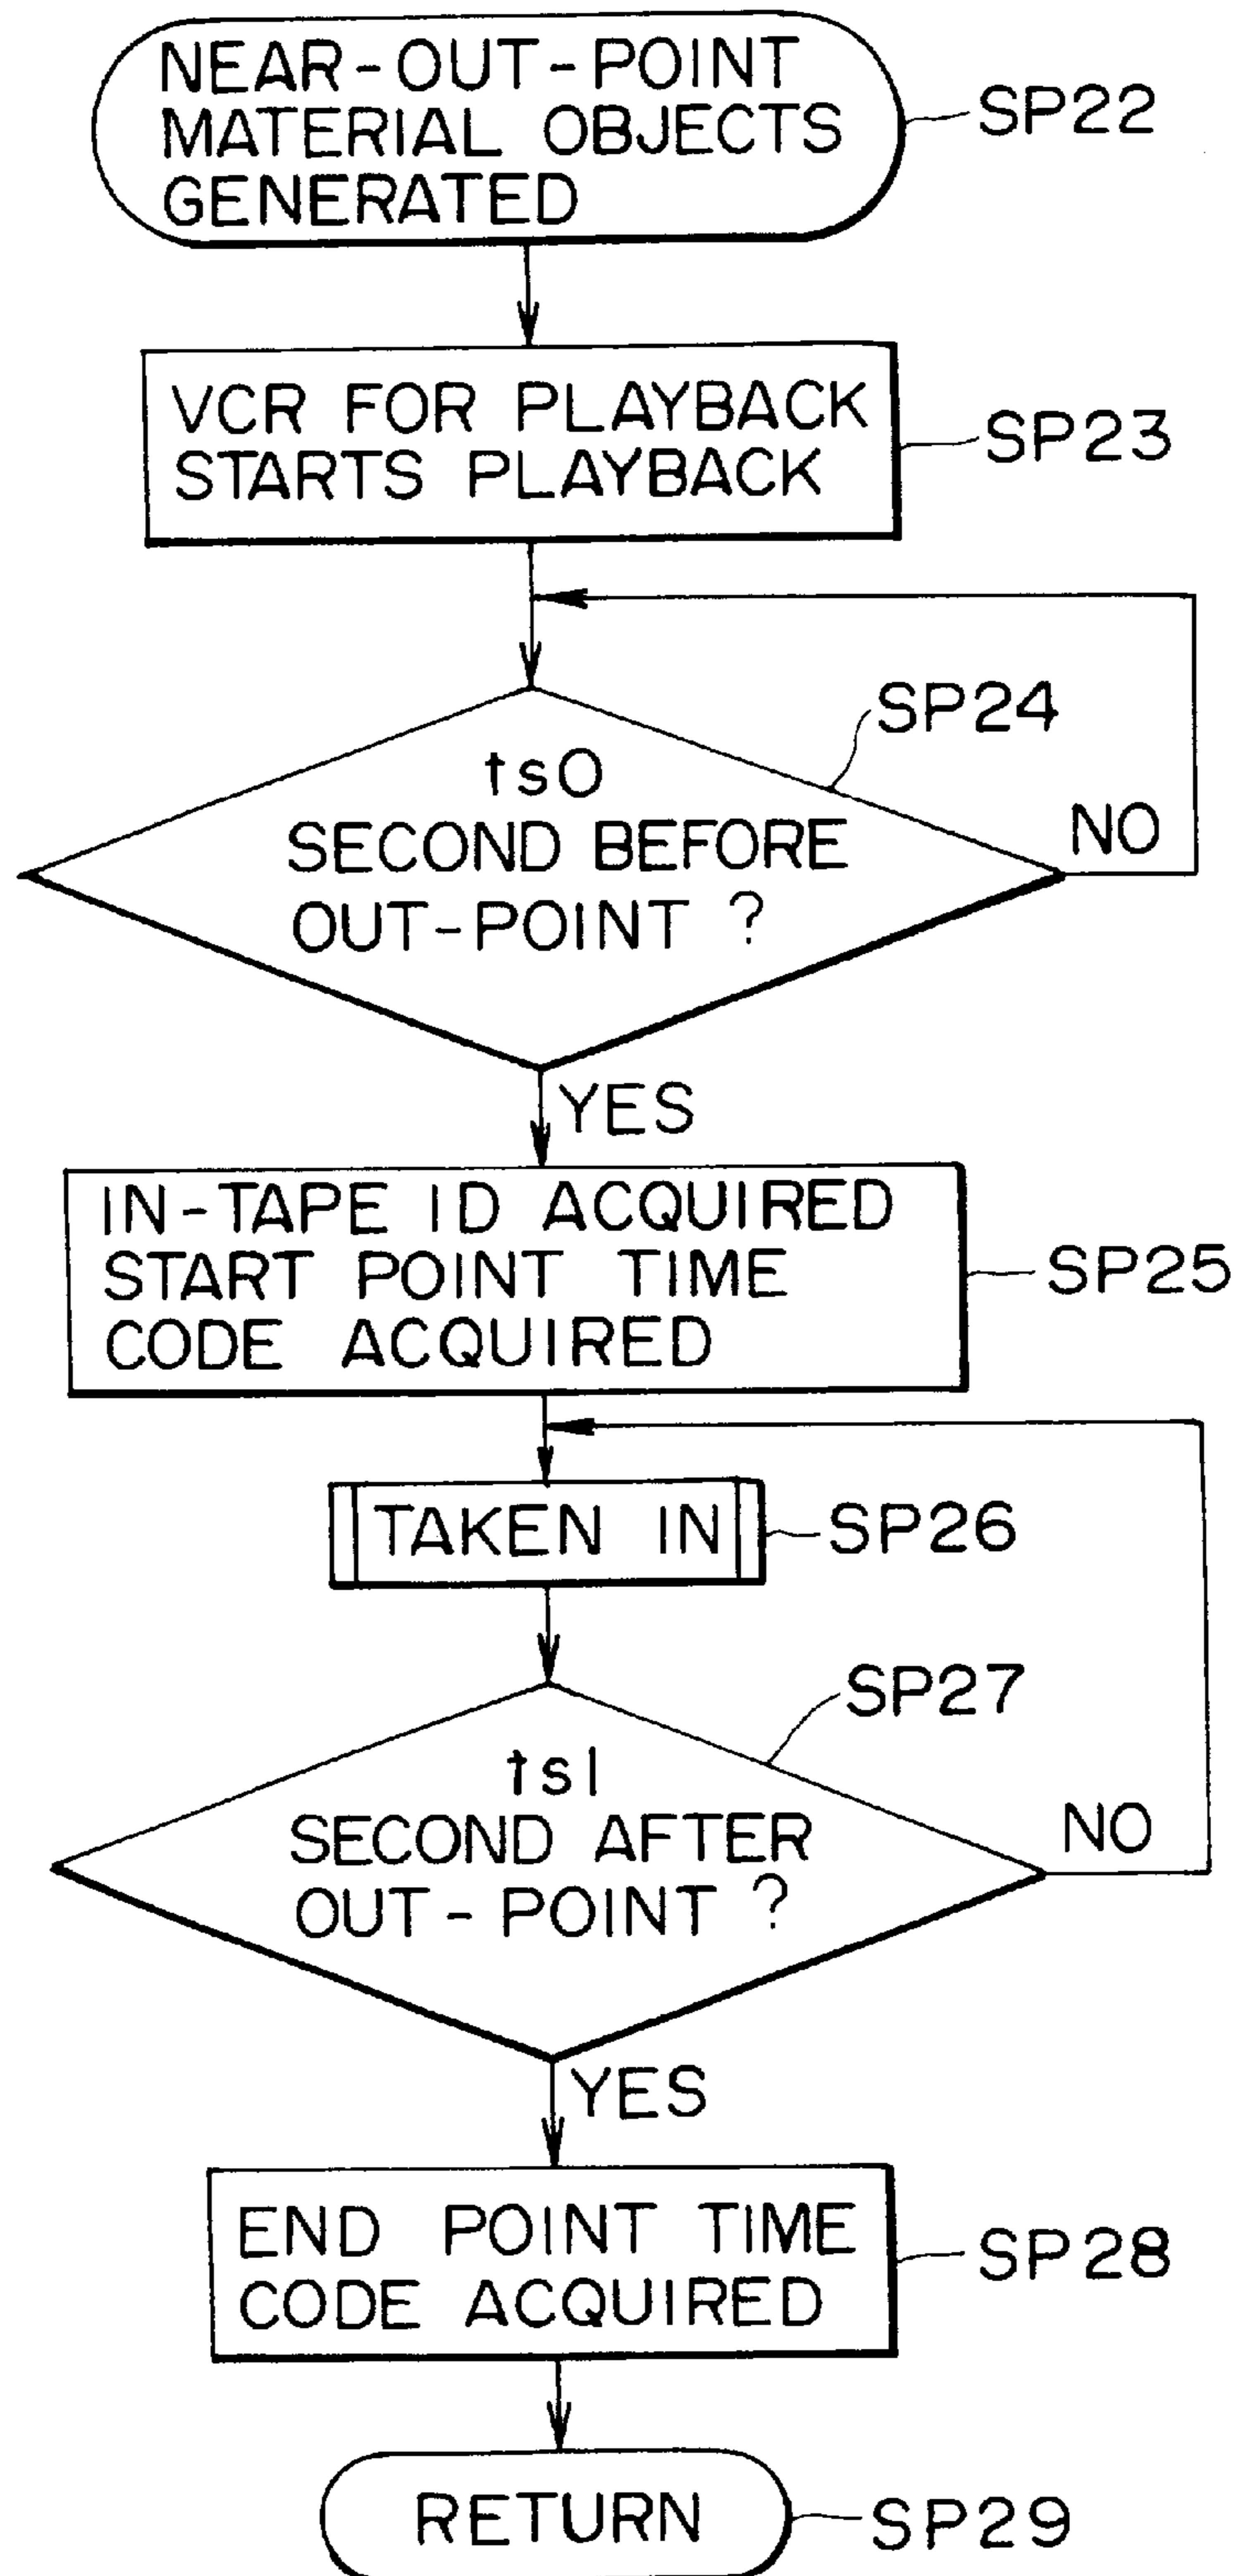 NEAR-OUT-POINT
MATERIAL OBJECTS
GENERATED
SP22
VCR FOR PLAYBACK
STARTS PLAYBACK
SP23
SP24
ts0
SECOND BEFORE
OUT-POINT ?
NO
YES
IN-TAPE ID ACQUIRED
START POINT TIME
CODE ACQUIRED
SP25
TAKEN IN
SP26
SP27
ts1
SECOND AFTER
OUT-POINT ?
NO
YES
END POINT TIME
CODE ACQUIRED
SP28
RETURN
SP29